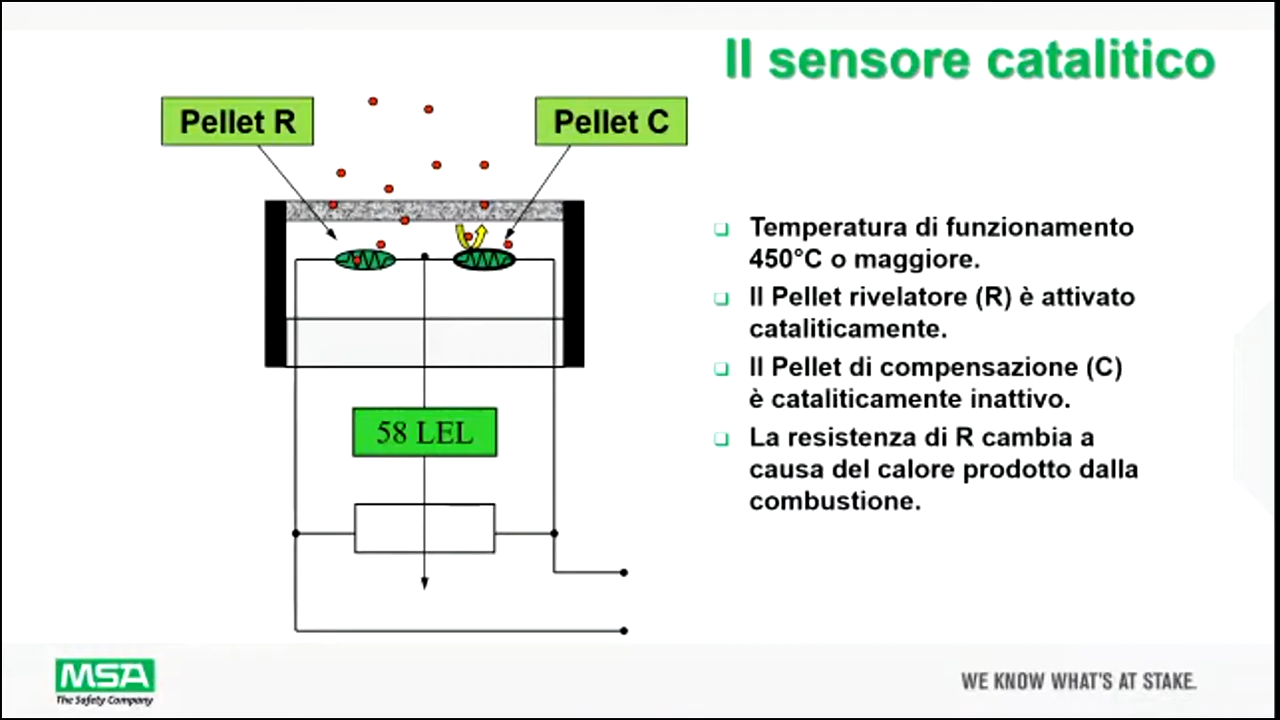 Il sensore catalitico
Pellet R
Pellet C
❑ Temperatura di funzionamento
450°C o maggiore.
❑ Il Pellet rivelatore (R) è attivato
cataliticamente.
❑ Il Pellet di compensazione (C)
è cataliticamente inattivo.
❑ La resistenza di R cambia a
causa del calore prodotto dalla
combustione.
58 LEL
MSA
The Safety Company
WE KNOW WHAT'S AT STAKE.